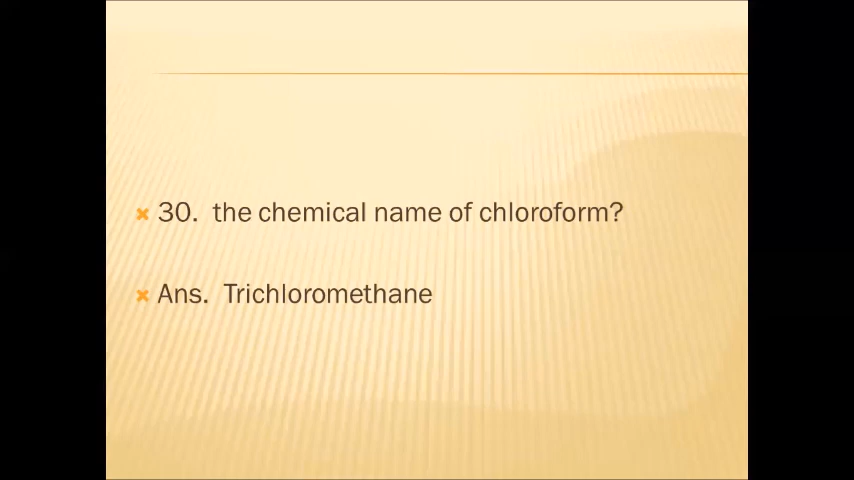 30. the chemical name of chloroform?
Ans. Trichloromethane